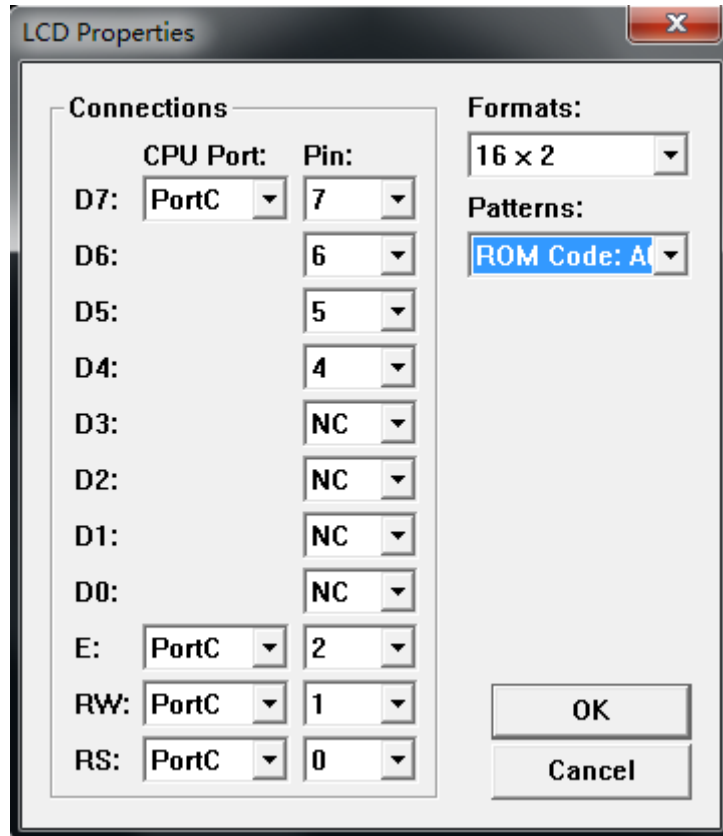 LCD Properties
Connections
CPU Port: Pin:
D7: PortC 7
D6: 6
D5: 5
D4: 4
D3: NC
D2: NC
D1: NC
D0: NC
E: PortC 2
RW: PortC 1
RS: PortC 0
Formats:
16 × 2
Patterns:
ROM Code:
OK
Cancel